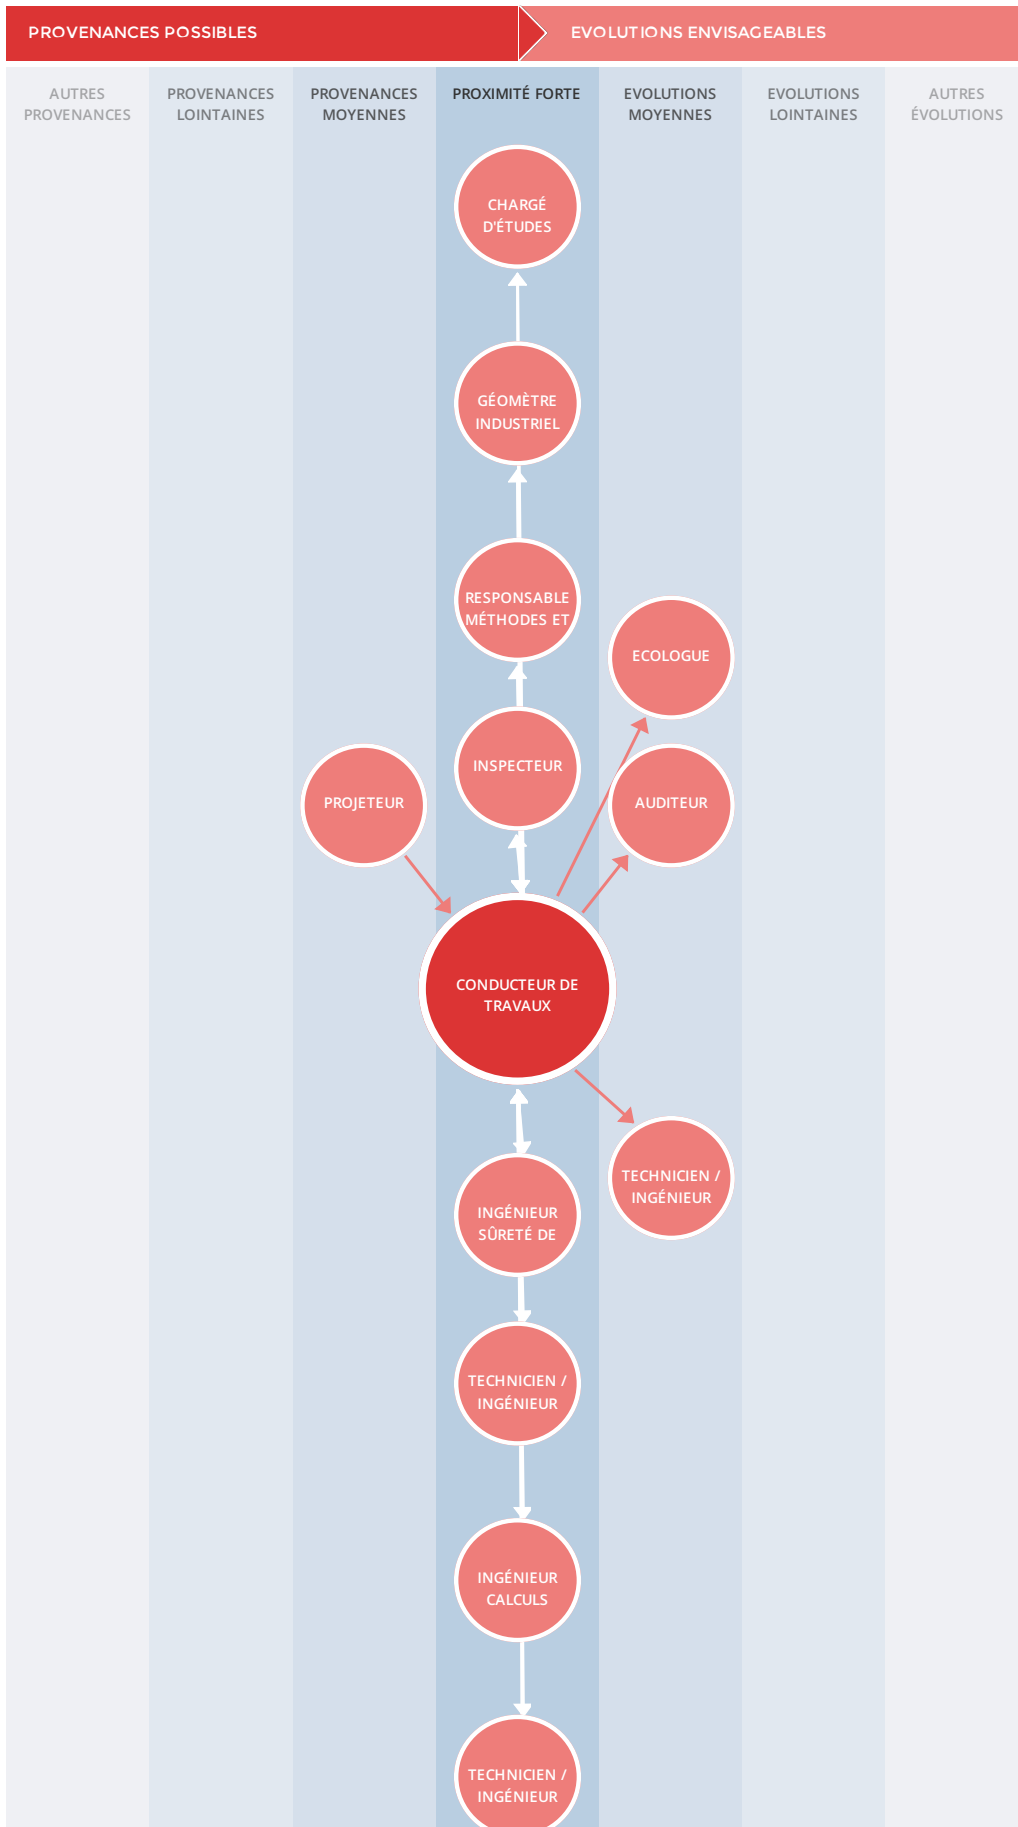 PROVENANCES POSSIBLES
EVOLUTIONS ENVISAGEABLES
AUTRES
PROVENANCES
PROVENANCES
LOINTAINES
PROVENANCES
MOYENNES
PROXIMITÉ FORTE
EVOLUTIONS
MOYENNES
EVOLUTIONS
LOINTAINES
AUTRES
ÉVOLUTIONS
CHARGÉ
D'ÉTUDES
GÉOMÈTRE
INDUSTRIEL
RESPONSABLE
MÉTHODES ET
ECOLOGUE
INSPECTEUR
PROJETEUR
AUDITEUR
CONDUCTEUR DE
TRAVAUX
TECHNICIEN /
INGÉNIEUR
INGÉNIEUR
SÛRETÉ DE
TECHNICIEN /
INGÉNIEUR
INGÉNIEUR
CALCULS
TECHNICIEN /
INGÉNIEUR